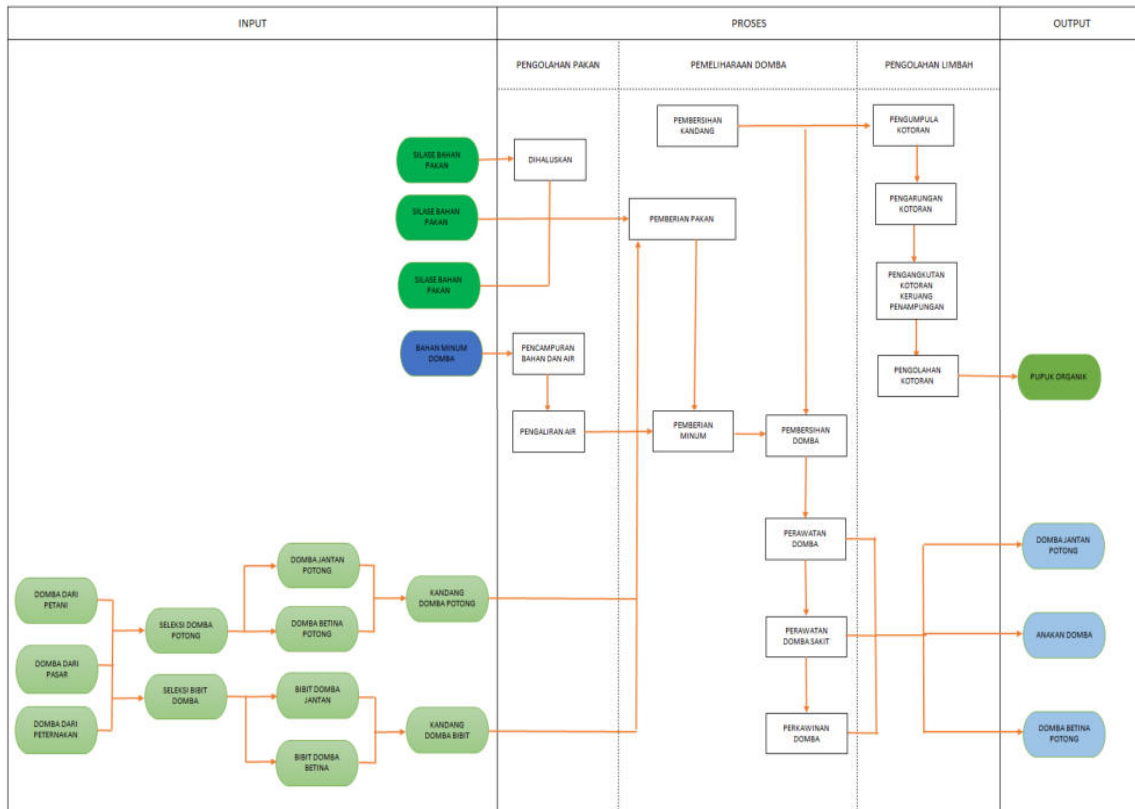 INPUT
PROSES
OUTPUT
PENGOLAHAN PAKAN
PEMELIHARAAN DOMBA
PENGOLAHAN LIMBAH
SILASE BAHAN
PAKAN
SILASE BAHAN
PAKAN
SILASE BAHAN
PAKAN
BAHAN MINUM
DOMBA
DOMBA DARI
PETANI
DOMBA DARI
PASAR
DOMBA DARI
PETERNAKAN
SELEKSI DOMBA
POTONG
SELEKSI BIBIT
DOMBA
DOMBA JANTAN
POTONG
DOMBA BETINA
POTONG
BIBIT DOMBA
JANTAN
BIBIT DOMBA
BETINA
KANDANG
DOMBA POTONG
KANDANG
DOMBA BIBIT
DIHALUSKAN
PENCAMPURAN
BAHAN DAN AIR
PENGALIRAN AIR
PEMBERSIHAN
KANDANG
PEMBERIAN PAKAN
PEMBERIAN
MINUM
PEMBERSIHAN
DOMBA
PERAWATAN
DOMBA
PERAWATAN
DOMBA SAKIT
PERKAWINAN
DOMBA
PENGUMPULA
KOTORAN
PENGARUNGAN
KOTORAN
PENGANGKUTAN
KOTORAN
KERUANG
PENAMPUNGAN
PENGOLAHAN
KOTORAN
PUPUK ORGANIK
DOMBA JANTAN
POTONG
ANAKAN DOMBA
DOMBA BETINA
POTONG